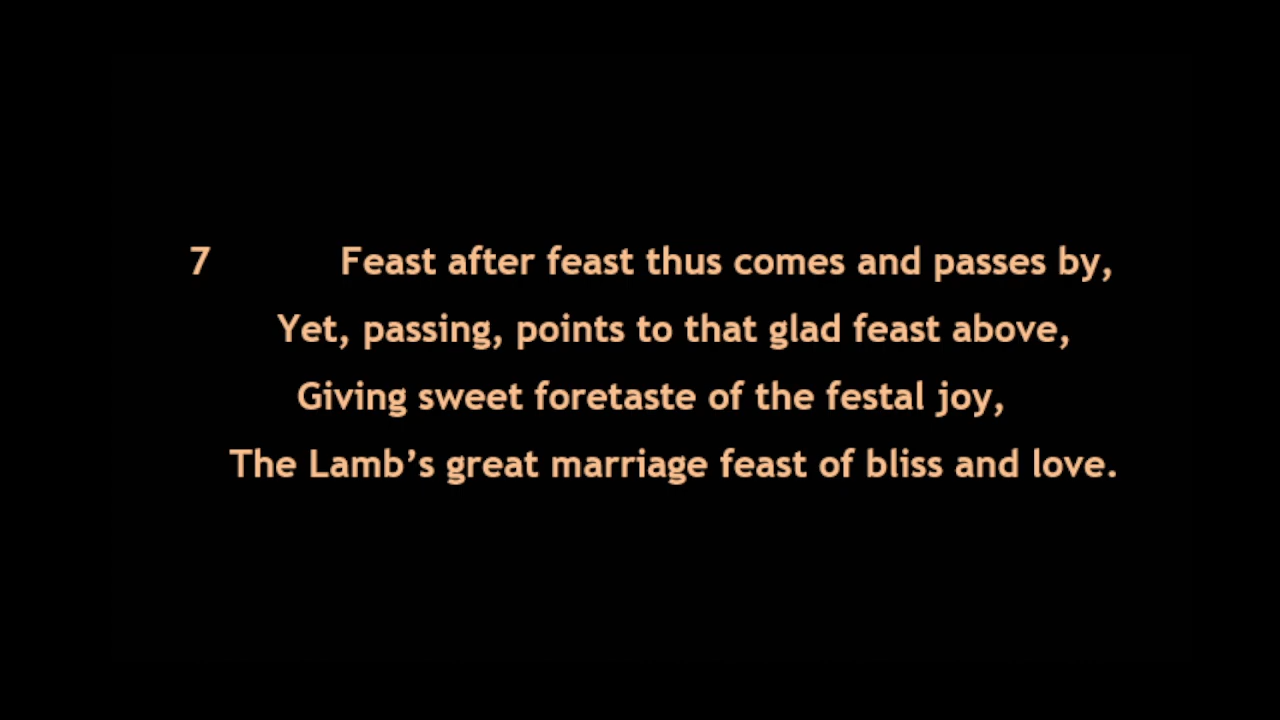 7 Feast after feast thus comes and passes by,
Yet, passing, points to that glad feast above,
Giving sweet foretaste of the festal joy,
The Lamb’s great marriage feast of bliss and love.